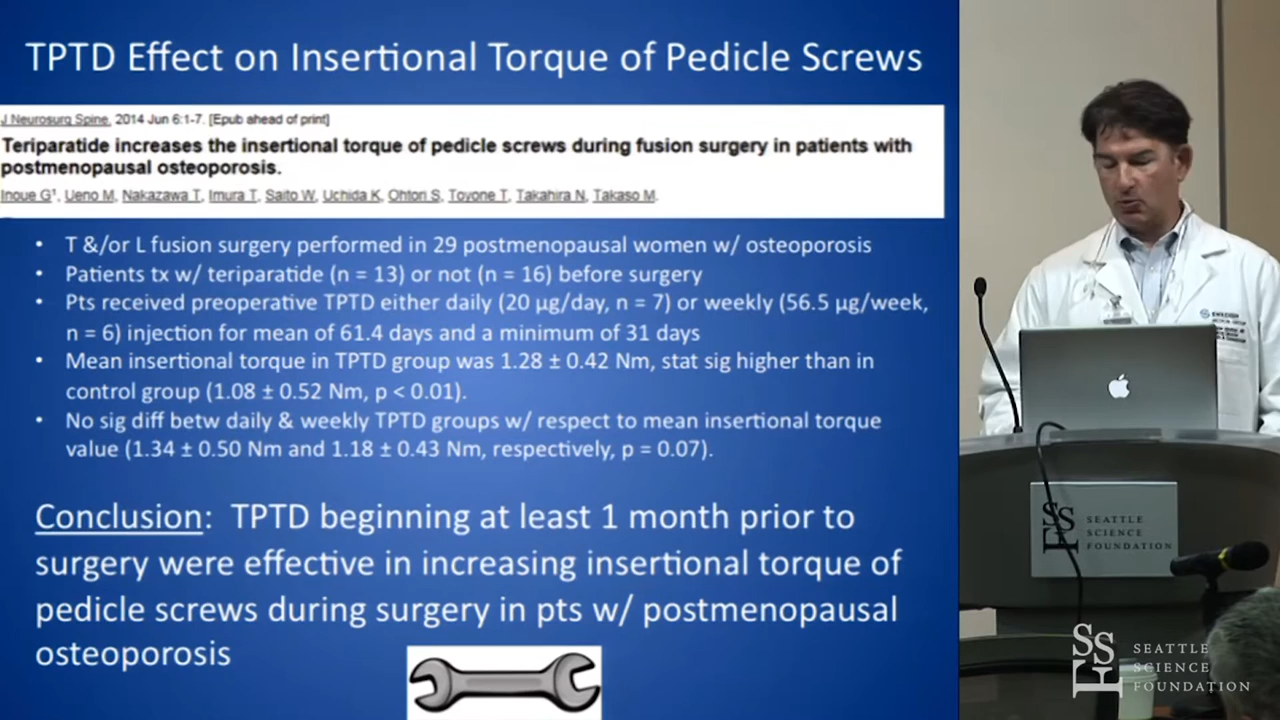 TPTD Effect on Insertional Torque of Pedicle Screws
J Neurosurg Spine. 2014 Jun 6:1-7. [Epub ahead of print]
Teriparatide increases the insertional torque of pedicle screws during fusion surgery in patients with
postmenopausal osteoporosis.
Inoue G¹, Ueno M, Nakazawa T, Imura T, Saito W, Uchida K, Ohtori S, Toyone T, Takahira N, Takaso M.
• T &/or L fusion surgery performed in 29 postmenopausal women w/ osteoporosis
• Patients tx w/ teriparatide (n = 13) or not (n = 16) before surgery
• Pts received preoperative TPTD either daily (20 μg/day, n = 7) or weekly (56.5 μg/week,
n = 6) injection for mean of 61.4 days and a minimum of 31 days
• Mean insertional torque in TPTD group was 1.28 ± 0.42 Nm, stat sig higher than in
control group (1.08 ± 0.52 Nm, p < 0.01).
• No sig diff betw daily & weekly TPTD groups w/ respect to mean insertional torque
value (1.34 ± 0.50 Nm and 1.18 ± 0.43 Nm, respectively, p = 0.07).
Conclusion: TPTD beginning at least 1 month prior to
surgery were effective in increasing insertional torque of
pedicle screws during surgery in pts w/ postmenopausal
osteoporosis
SSF
SEATTLE
SCIENCE
FOUNDATION
SSF
SEATTLE
SCIENCE
FOUNDATION